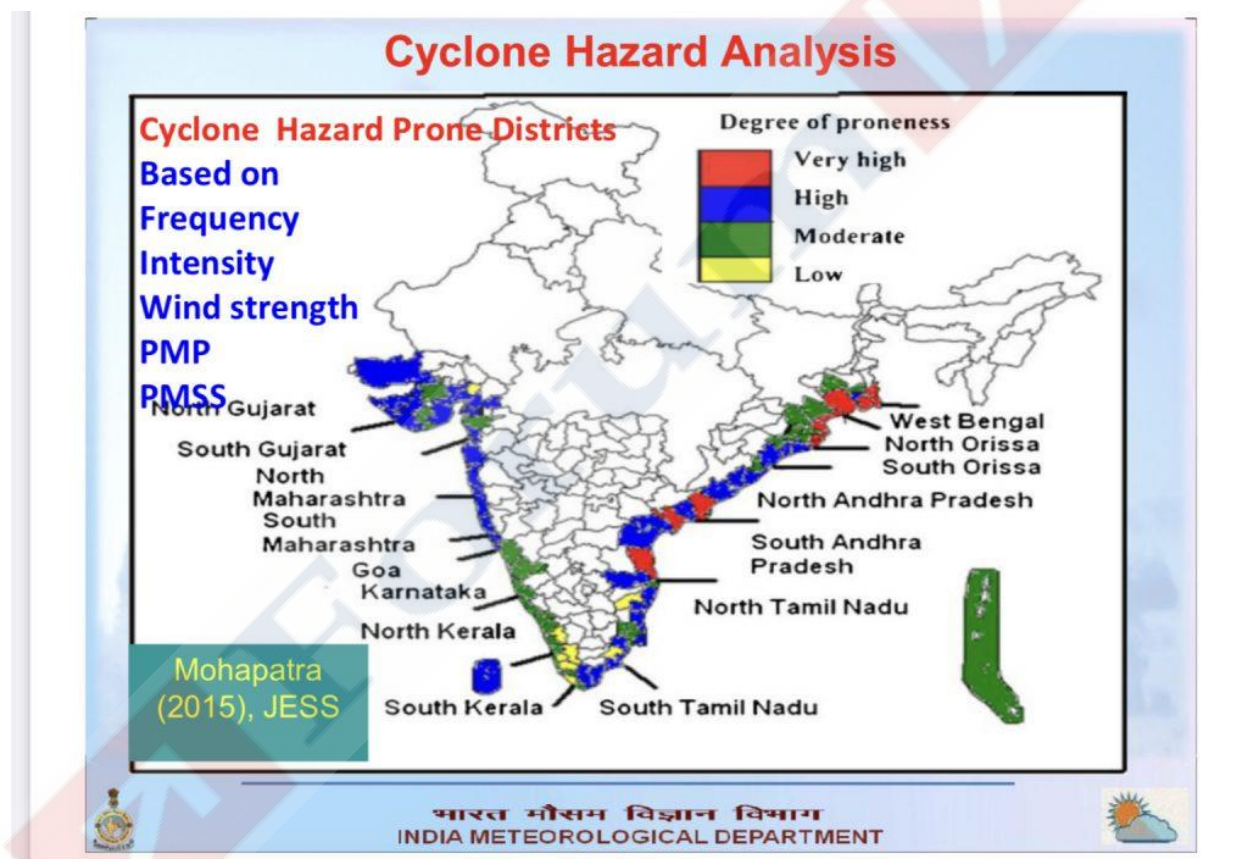 Cyclone Hazard Analysis
Cyclone Hazard Prone Districts
Based on
Frequency
Intensity
Wind strength
PMP
PMSS
Degree of proneness
Very high
High
Moderate
Low
North Gujarat
South Gujarat
North
Maharashtra
South
Maharashtra
Goa
Karnataka
North Kerala
South Kerala
West Bengal
North Orissa
South Orissa
North Andhra Pradesh
South Andhra
Pradesh
North Tamil Nadu
South Tamil Nadu
Mohapatra
(2015), JESS
भारत मौसम विज्ञान विभाग
INDIA METEOROLOGICAL DEPARTMENT
Forum